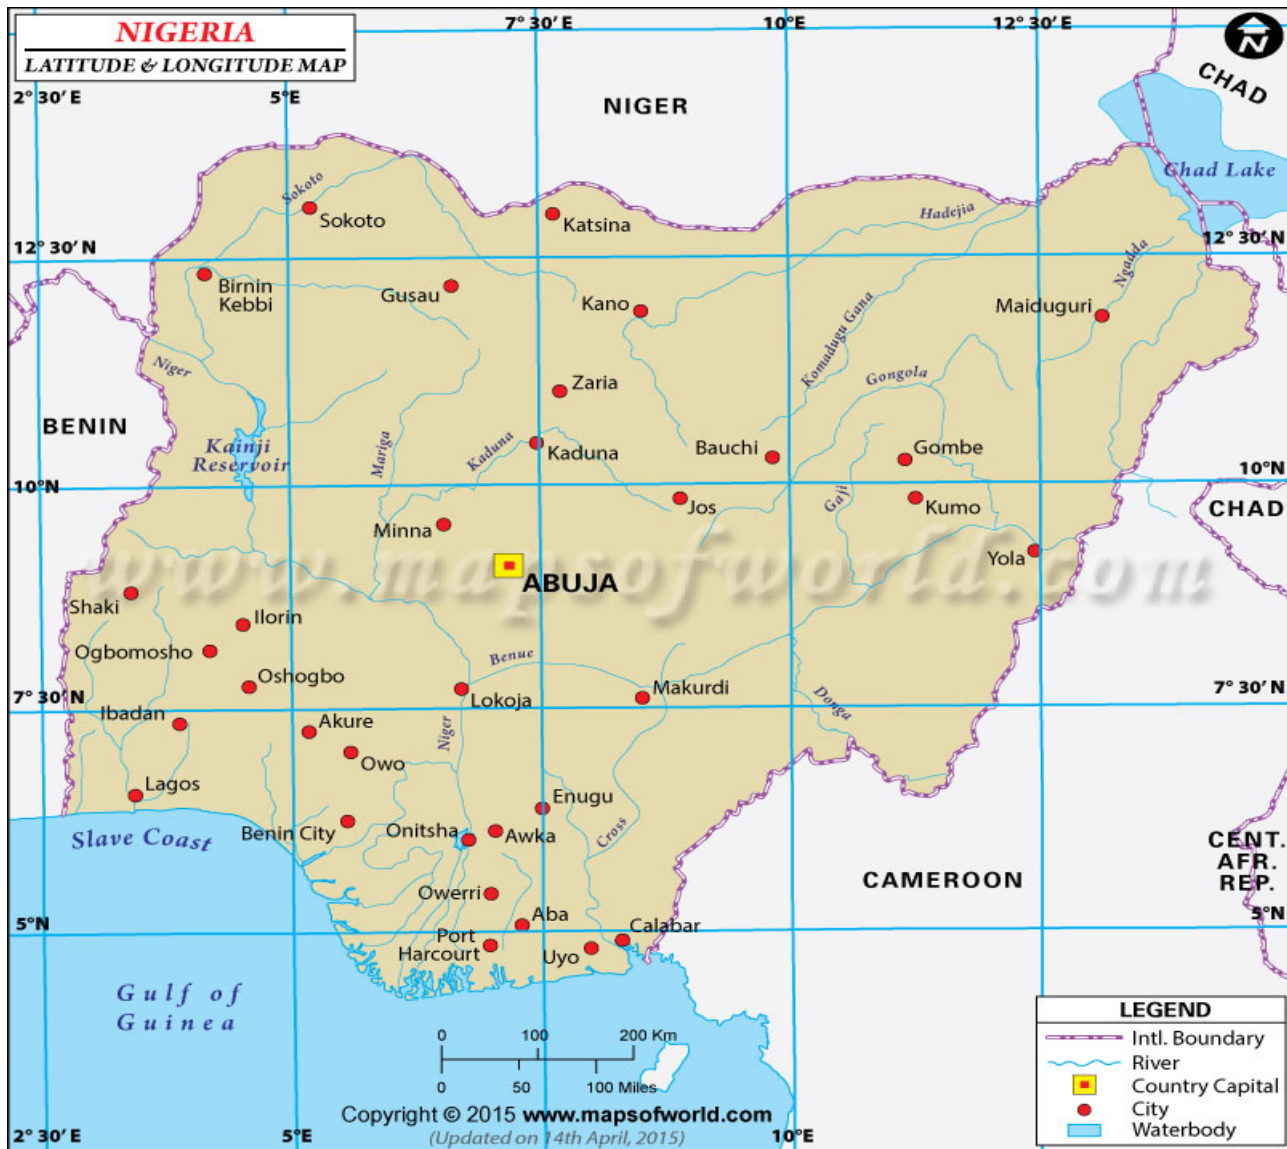 NIGERIA
LATITUDE & LONGITUDE MAP
7° 30' E
10° E
12° 30' E
N
2° 30' E
5°E
NIGER
CHAD
Chad Lake
Sokoto
Sokoto
Katsina
Hadejia
12° 30' N
12° 30' N
Ngadda
Birnin
Kebbi
Gusau
Kano
Komadugu Gana
Maiduguri
Niger
Zaria
Gongola
BENIN
Kainji
Reservoir
Mariga
Kaduna
Kaduna
Bauchi
Gombe
10°N
10°N
Minna
Jos
Gaji
Kumo
CHAD
www.mapsofworld.com
Yola
ABUJA
Shaki
Ilorin
Ogbomosho
Benue
Oshogbo
Lokoja
Makurdi
Donga
7° 30' N
7° 30' N
Ibadan
Akure
Niger
Owo
Lagos
Enugu
Slave Coast
Benin City
Onitsha
Awka
Cross
CENT.
AFR.
REP.
CAMEROON
Owerri
Aba
5°N
5°N
Port
Harcourt
Uyo
Calabar
Gulf of
Guinea
0 100 200 Km
0 50 100 Miles
LEGEND
Intl. Boundary
River
Country Capital
City
Waterbody
Copyright © 2015 www.mapsofworld.com
(Updated on 14th April, 2015)
2° 30' E
5°E
10°E